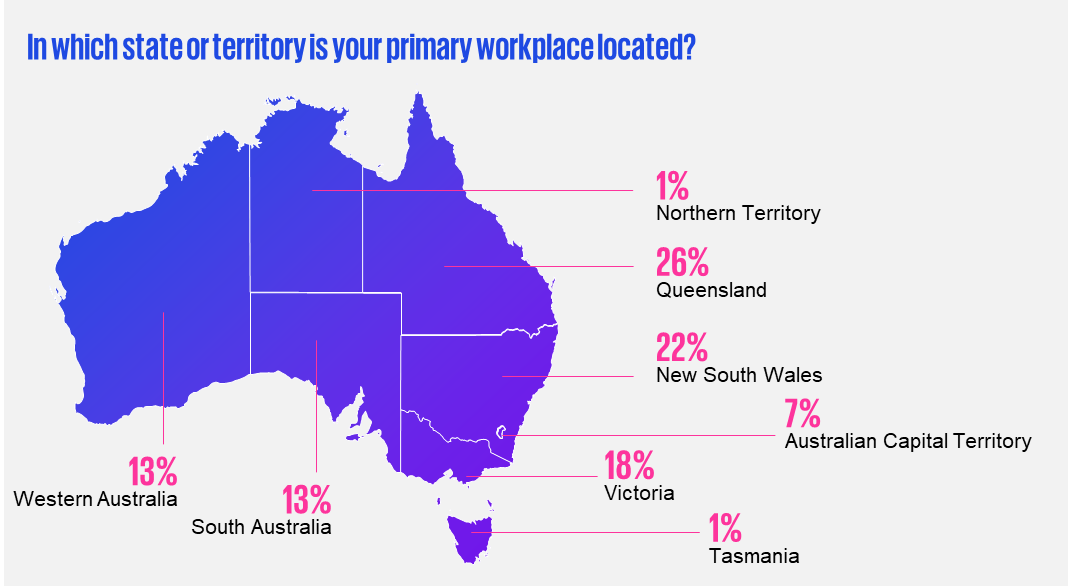 In which state or territory is your primary workplace located?
1%
Northern Territory
26%
Queensland
22%
New South Wales
7%
Australian Capital Territory
18%
Victoria
13%
Western Australia
13%
South Australia
1%
Tasmania